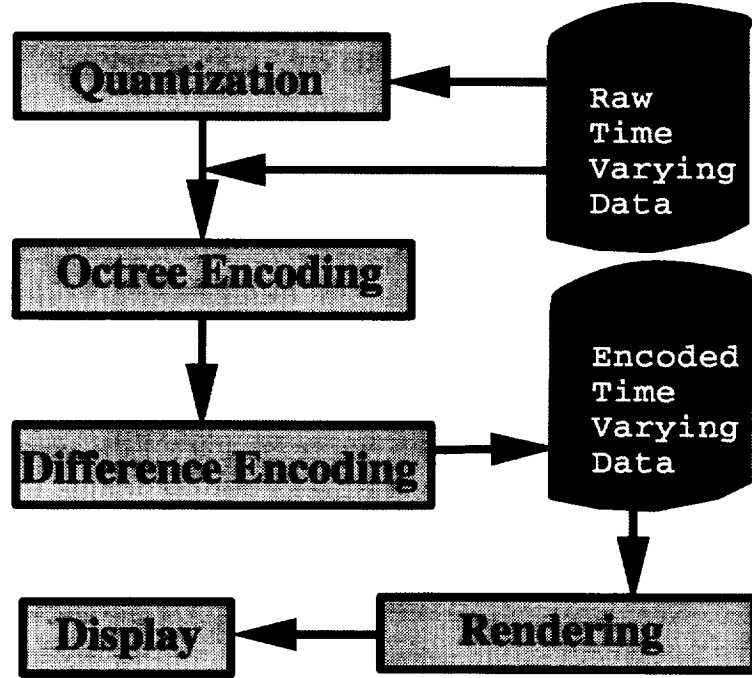 Quantization
Raw
Time
Varying
Data
Octree Encoding
Encoded
Time
Varying
Data
Difference Encoding
Display
Rendering